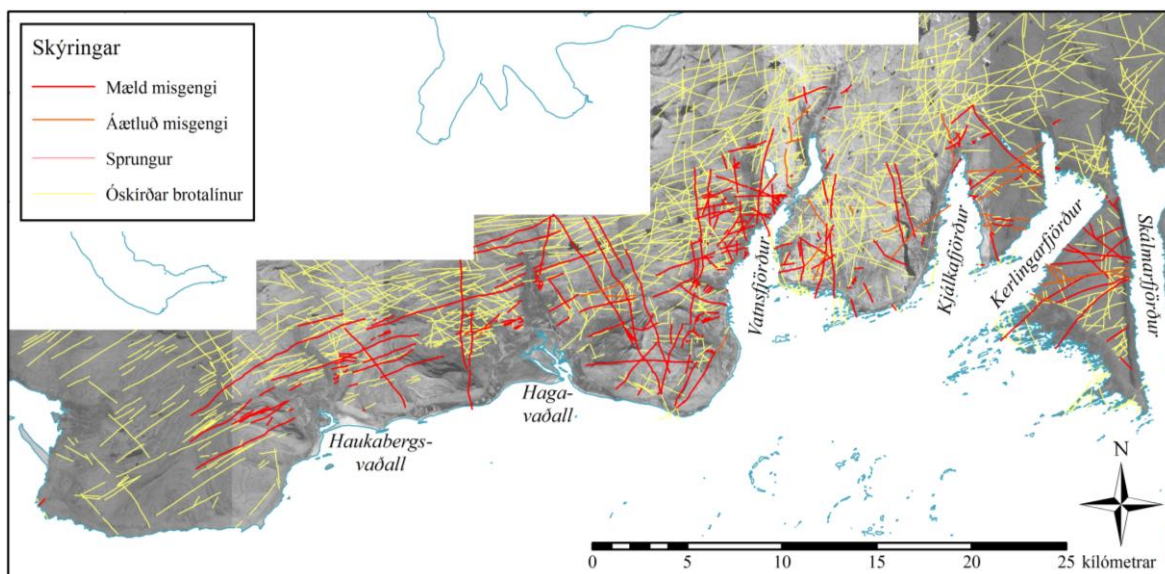 Skýringar
Mæld misgengi
Áætluð misgengi
Sprungur
Óskírðar brotalínur
Vatnsfjörður
Kjálkafjörður
Kerlingarfjörður
Skálmarfjörður
Haga-
vaðall
Haukabergs-
vaðall
N
0 5 10 15 20 25 kílómetrar